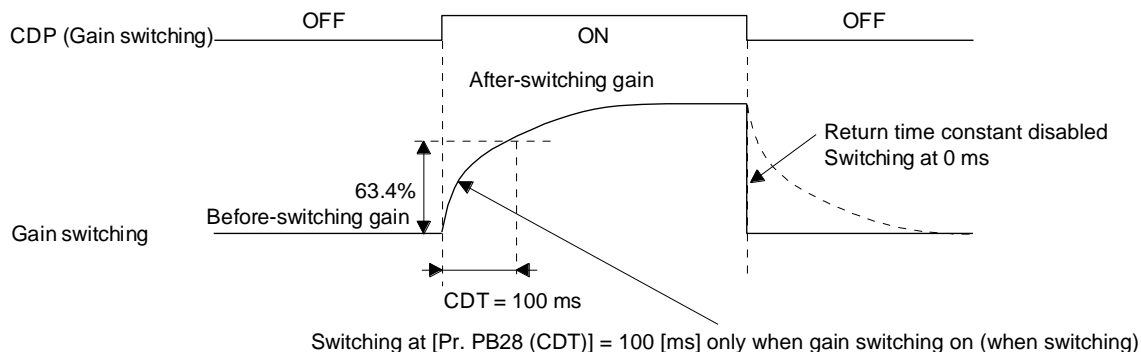 OFF
ON
OFF
CDP (Gain switching)
After-switching gain
Return time constant disabled
Switching at 0 ms
63.4%
Before-switching gain
Gain switching
CDT = 100 ms
Switching at [Pr. PB28 (CDT)] = 100 [ms] only when gain switching on (when switching)